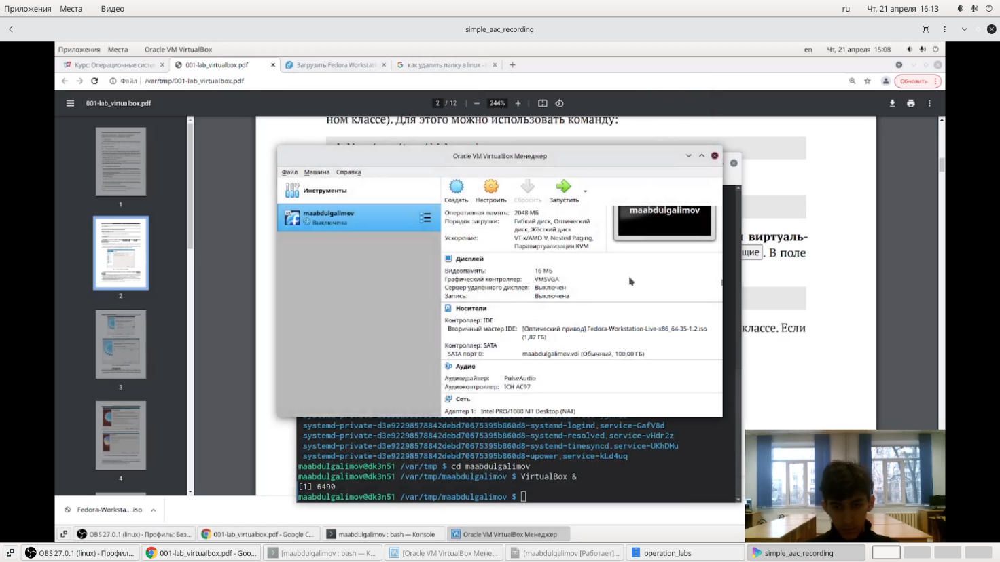 Приложения Места Видео ru Чт, 21 апреля 16:13
simple_aac_recording
Приложения Места Oracle VM VirtualBox en Чт, 21 апреля 15:08
Курс: Операционные систем 001-lab_virtualbox.pdf Загрузить Fedora Workstat как удалить папку в linux -
Файл /var/tmp/001-lab_virtualbox.pdf Обновить
001-lab_virtualbox.pdf 2 / 12 244%
ном классе). Для этого можно использовать команду:
Oracle VM VirtualBox Менеджер
Файл Машина Справка
Инструменты
Создать Настроить Сбросить Запустить
maabdulgalimov
Выключена
maabdulgalimov
Оперативная память: 2048 МБ
Порядок загрузки: Гибкий диск, Оптический
диск, Жёсткий диск
Ускорение: VT-x/AMD-V, Nested Paging,
Паравиртуализация KVM
и виртуаль-
щие . В поле
Дисплей
Видеопамять: 16 МБ
Графический контроллер: VMSVGA
Сервер удалённого дисплея: Выключен
Запись: Выключена
Носители
Контроллер: IDE
Вторичный мастер IDE: [Оптический привод] Fedora-Workstation-Live-x86_64-35-1.2.iso
(1,87 ГБ)
классе. Если
Контроллер: SATA
SATA порт 0: maabdulgalimov.vdi (Обычный, 100,00 ГБ)
Аудио
Аудиодрайвер: PulseAudio
Аудиоконтроллер: ICH AC97
Сеть
Адаптер 1: Intel PRO/1000 MT Desktop (NAT)
1
2
3
4
systemd-private-d3e92298578842debd70675395b860d8-systemd-logind.service-GafV8d
systemd-private-d3e92298578842debd70675395b860d8-systemd-resolved.service-vHdr2z
systemd-private-d3e92298578842debd70675395b860d8-systemd-timesyncd.service-UKhDMu
systemd-private-d3e92298578842debd70675395b860d8-upower.service-kLd4uq
maabdulgalimov@dk3n51 /var/tmp $ cd maabdulgalimov
maabdulgalimov@dk3n51 /var/tmp/maabdulgalimov $ VirtualBox &
[1] 6490
maabdulgalimov@dk3n51 /var/tmp/maabdulgalimov $
Fedora-Worksta....iso
OBS 27.0.1 (linux) - Профиль: Без... 001-lab_virtualbox.pdf - Google C... maabdulgalimov : bash — Konsole Oracle VM VirtualBox Менеджер
OBS 27.0.1 (linux) - Профил... 001-lab_virtualbox.pdf - Goo... [maabdulgalimov : bash — K... [Oracle VM VirtualBox Мене... [maabdulgalimov [Работает]... operation_labs simple_aac_recording